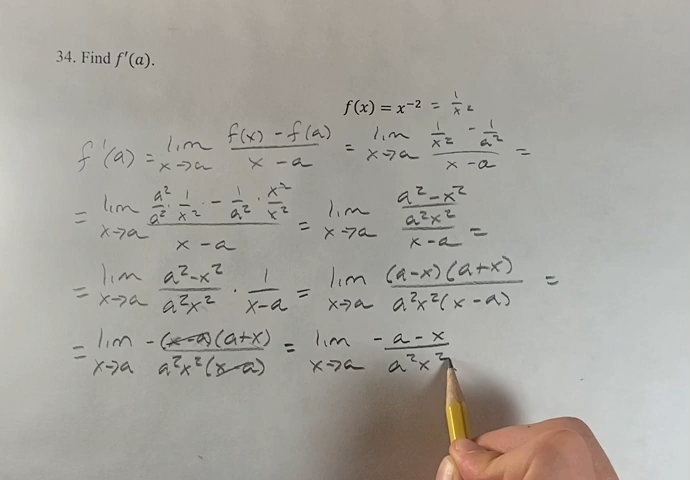 34. Find f′(a).
f(x) = x⁻² = 1/x²
f'(a) = lim x→a (f(x) - f(a))/(x - a) = lim x→a (1/x² - 1/a²)/(x - a) =
= lim x→a (a²/a² · 1/x² - 1/a² · x²/x²)/(x - a) = lim x→a ((a² - x²)/(a²x²))/(x - a) =
= lim x→a (a² - x²)/(a²x²) · 1/(x - a) = lim x→a ((a - x)(a + x))/(a²x²(x - a)) =
= lim x→a (-(x - a)(a + x))/(a²x²(x - a)) = lim x→a (- a - x)/(a²x²)